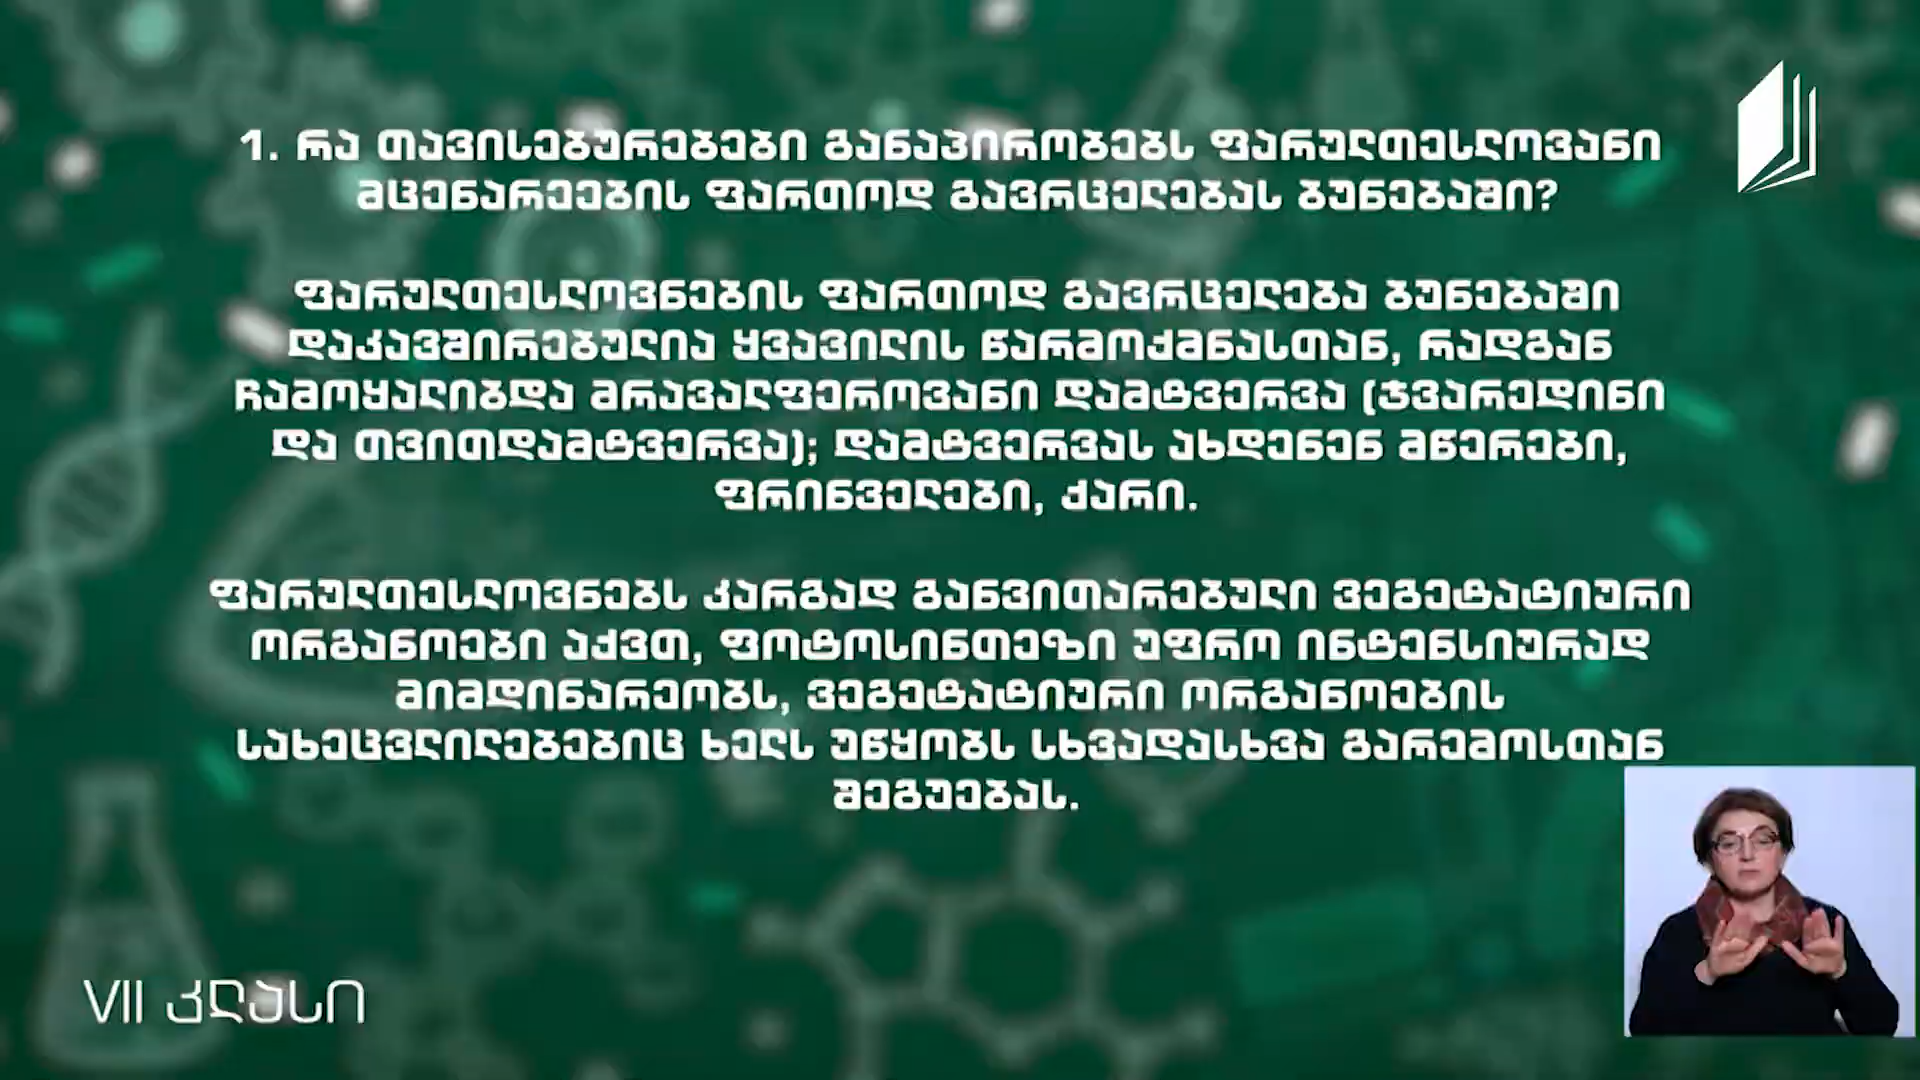 1. რა თავისებურებები განაპირობებს ფარულთესლოვანი
მცენარეების ფართოდ გავრცელებას ბუნებაში?
ფარულთესლოვნების ფართოდ გავრცელება ბუნებაში
დაკავშირებულია ყვავილის წარმოქმნასთან, რადგან
ჩამოყალიბდა მრავალფეროვანი დამტვერვა (ჯვარედინი
და თვითდამტვერვა); დამტვერვას ახდენენ მწერები,
ფრინველები, ქარი.
ფარულთესლოვნებს კარგად განვითარებული ვეგეტატიური
ორგანოები აქვთ, ფოტოსინთეზი უფრო ინტენსიურად
მიმდინარეობს, ვეგეტატიური ორგანოების
სახეცვლილებებიც ხელს უწყობს სხვადასხვა გარემოსთან
შეგუებას.
VII კლასი